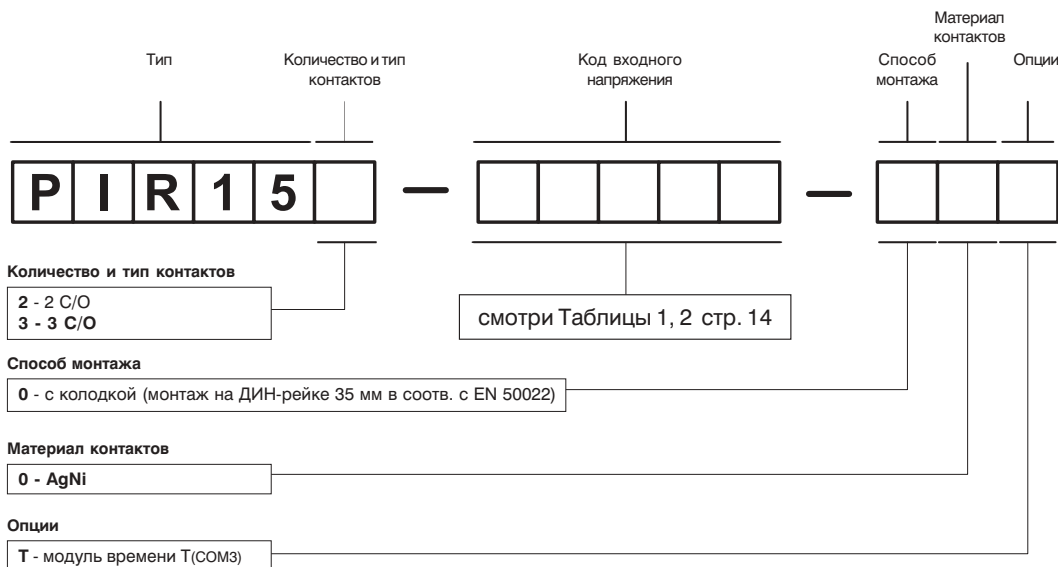 Материал
контактов
Тип
Количество и тип
контактов
Код входного
напряжения
Способ
монтажа
Опции
P I R 1 5 — —
Количество и тип контактов
2 - 2 C/O
3 - 3 C/O
смотри Таблицы 1, 2 стр. 14
Способ монтажа
0 - с колодкой (монтаж на ДИН-рейке 35 мм в соотв. с EN 50022)
Материал контактов
0 - AgNi
Опции
T - модуль времени T(COM3)